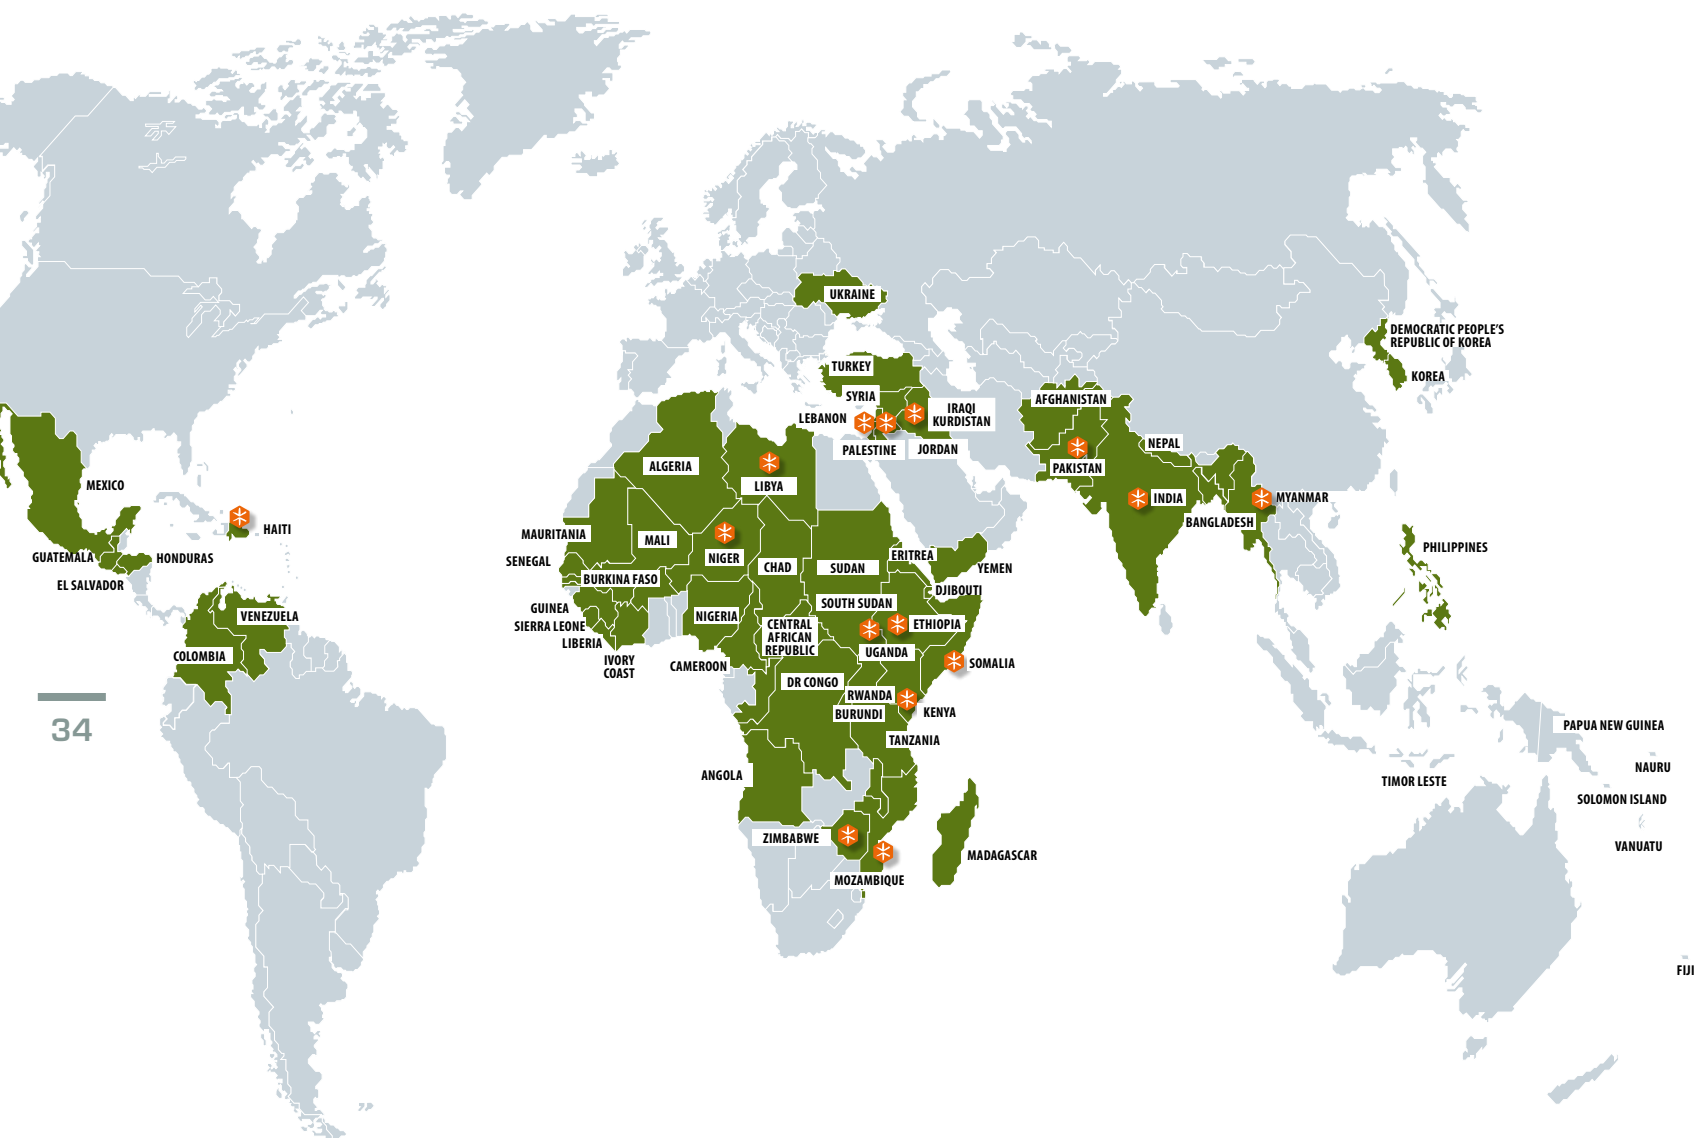 UKRAINE
DEMOCRATIC PEOPLE'S
REPUBLIC OF KOREA
KOREA
TURKEY
SYRIA
LEBANON
IRAQI
KURDISTAN
PALESTINE
JORDAN
AFGHANISTAN
NEPAL
PAKISTAN
INDIA
MYANMAR
BANGLADESH
PHILIPPINES
ALGERIA
LIBYA
MEXICO
HAITI
GUATEMALA
HONDURAS
EL SALVADOR
VENEZUELA
COLOMBIA
MAURITANIA
MALI
NIGER
CHAD
SUDAN
ERITREA
YEMEN
SENEGAL
BURKINA FASO
DJIBOUTI
GUINEA
SIERRA LEONE
LIBERIA
IVORY
COAST
NIGERIA
CAMEROON
CENTRAL
AFRICAN
REPUBLIC
SOUTH SUDAN
ETHIOPIA
UGANDA
SOMALIA
DR CONGO
RWANDA
BURUNDI
KENYA
TANZANIA
ANGOLA
ZIMBABWE
MOZAMBIQUE
MADAGASCAR
34
PAPUA NEW GUINEA
TIMOR LESTE
NAURU
SOLOMON ISLAND
VANUATU
FIJI